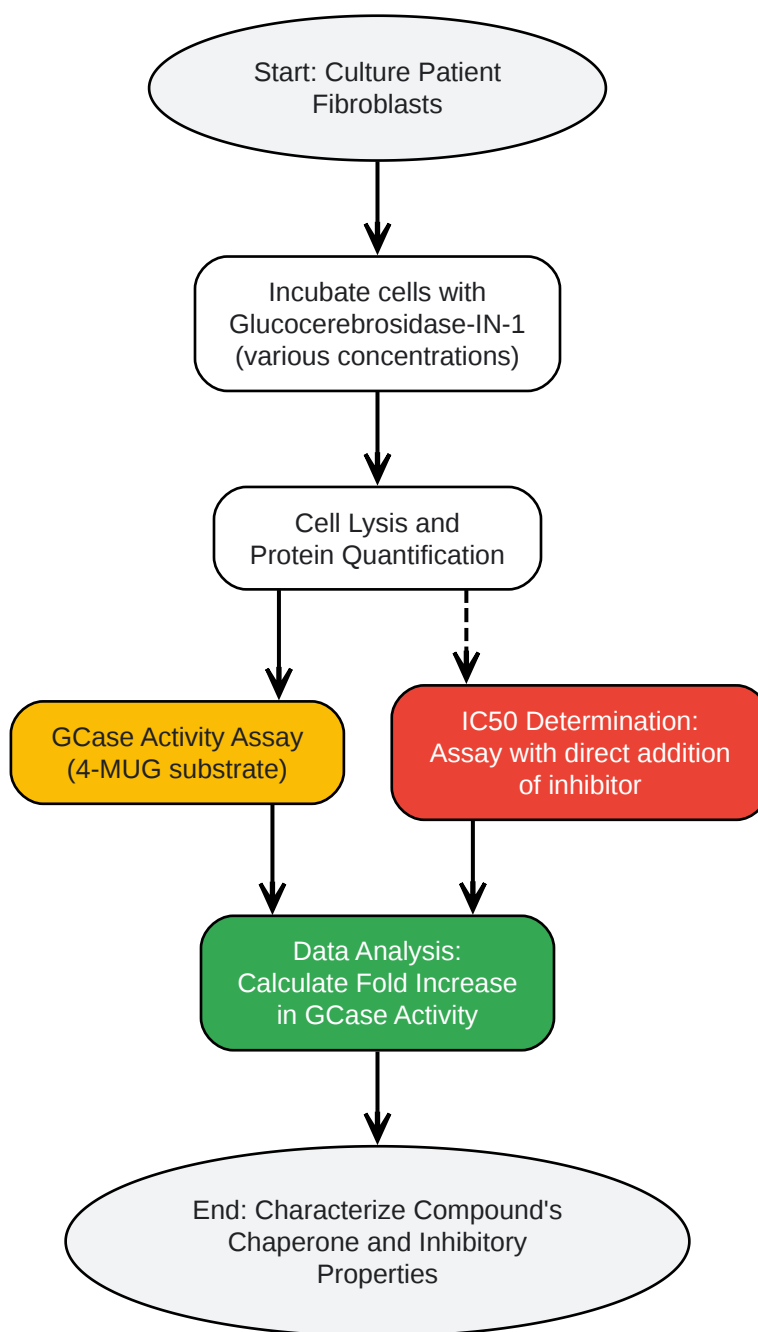 Start: Culture Patient
Fibroblasts
Incubate cells with
Glucocerebrosidase-IN-1
(various concentrations)
Cell Lysis and
Protein Quantification
GCase Activity Assay
(4-MUG substrate)
IC50 Determination:
Assay with direct addition
of inhibitor
Data Analysis:
Calculate Fold Increase
in GCase Activity
End: Characterize Compound's
Chaperone and Inhibitory
Properties